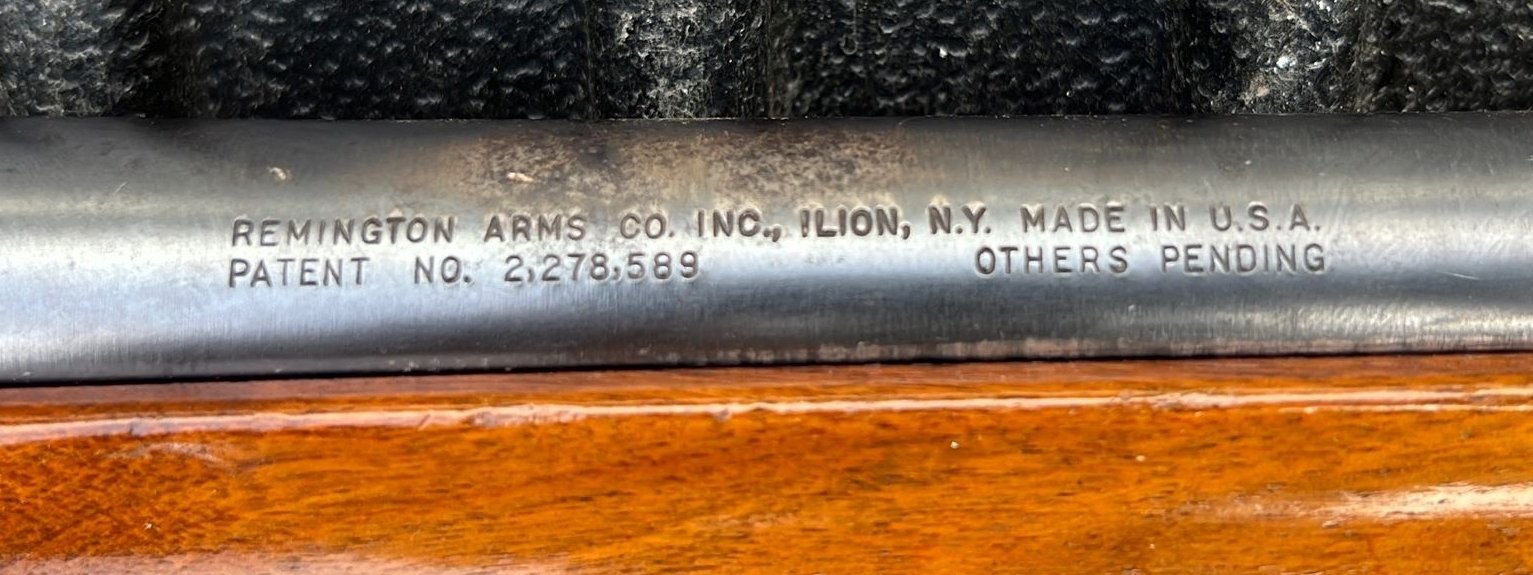 REMINGTON ARMS CO. INC., ILION, N.Y. MADE IN U.S.A.
PATENT NO. 2,278,589 OTHERS PENDING